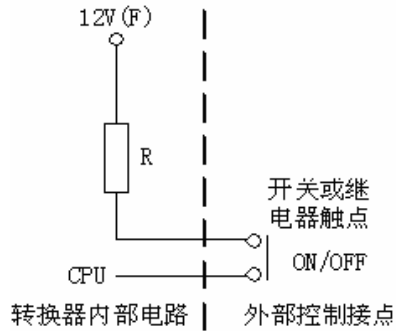 12V(F)
R
开关或继
电器触点
ON/OFF
CPU
转换器内部电路
外部控制接点